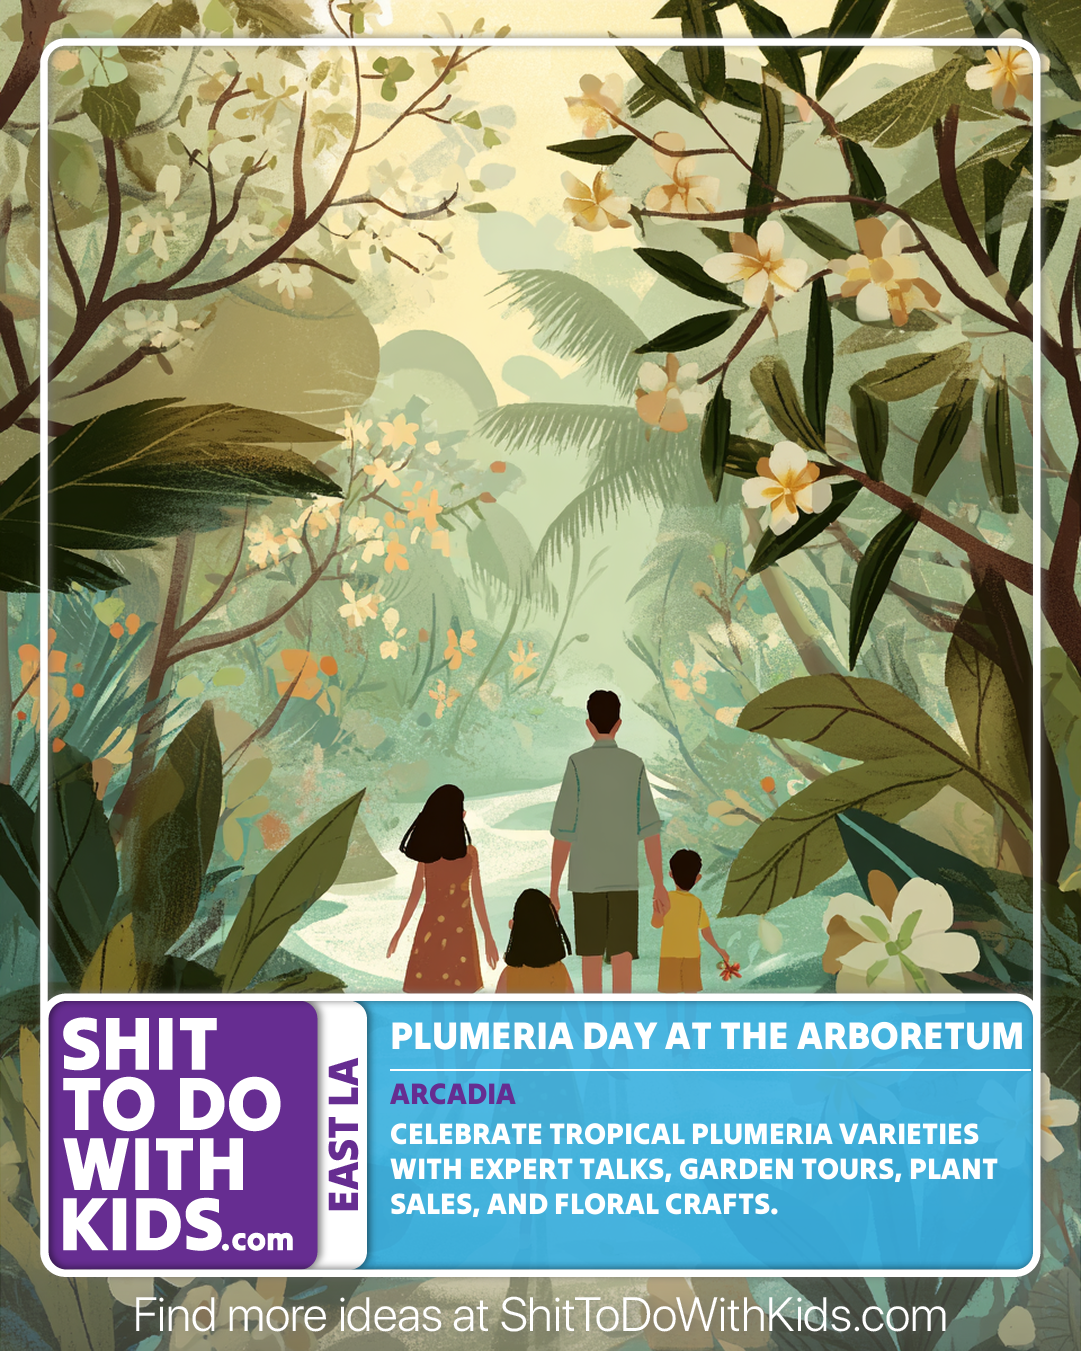 SHIT
TO DO
WITH
KIDS.com
EAST LA
PLUMERIA DAY AT THE ARBORETUM
ARCADIA
CELEBRATE TROPICAL PLUMERIA VARIETIES
WITH EXPERT TALKS, GARDEN TOURS, PLANT
SALES, AND FLORAL CRAFTS.
Find more ideas at ShitToDoWithKids.com